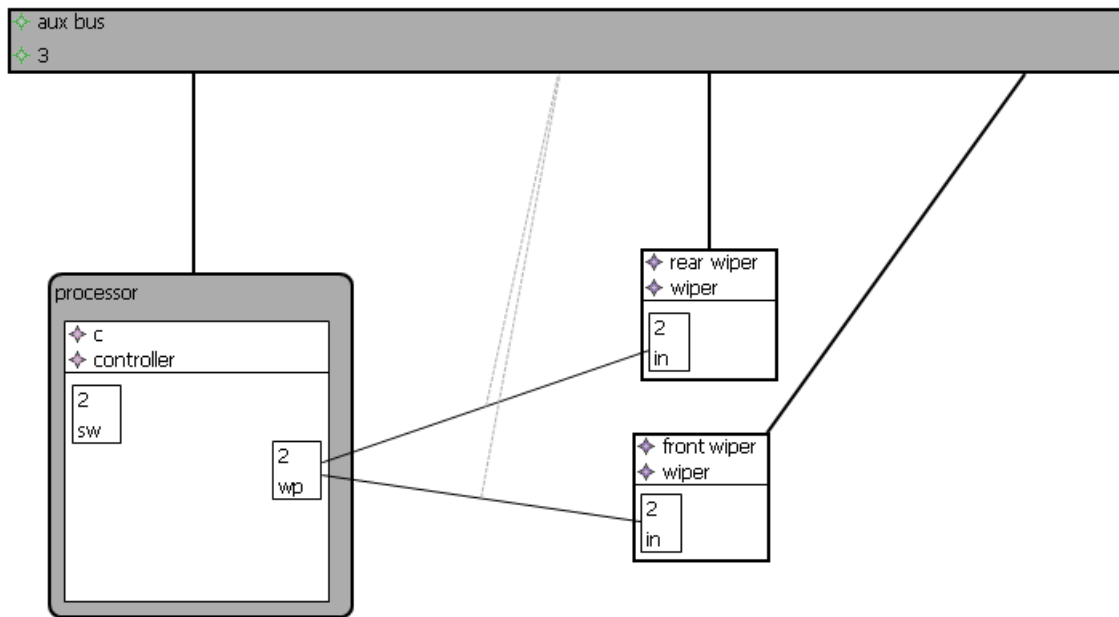 aux bus
3
processor
c
controller
2
sw
2
wp
rear wiper
wiper
2
in
front wiper
wiper
2
in